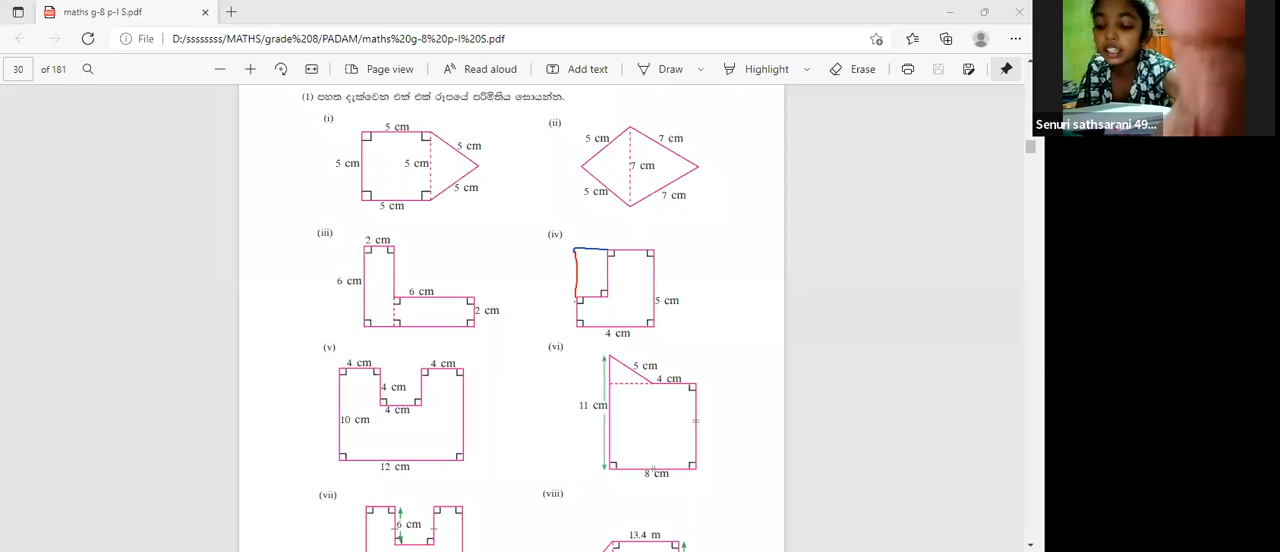 maths g-8 p-I S.pdf
File
D:/ssssssss/MATHS/grade%208/PADAM/maths%20g-8%20p-I%20S.pdf
30 of 181
Page view
Read aloud
Add text
Draw
Highlight
Erase
Senuri sathsarani 49...
(1) පහත දැක්වෙන එක් එක් රූපයේ පරිමිතිය සොයන්න.
(i)
5 cm
5 cm
5 cm
5 cm
5 cm
5 cm
(ii)
5 cm
7 cm
7 cm
5 cm
7 cm
(iii)
2 cm
6 cm
6 cm
2 cm
(iv)
5 cm
4 cm
(v)
4 cm
4 cm
4 cm
4 cm
10 cm
12 cm
(vi)
5 cm
4 cm
11 cm
8 cm
(vii)
6 cm
(viii)
13.4 m